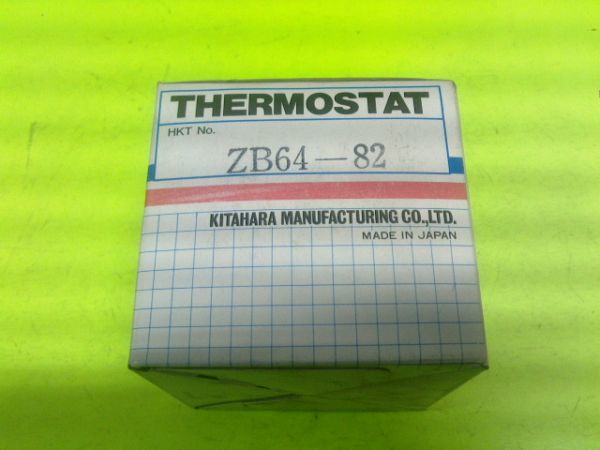 THERMOSTAT
HKT No.
ZB64-82
KITAHARA MANUFACTURING CO.,LTD.
MADE IN JAPAN